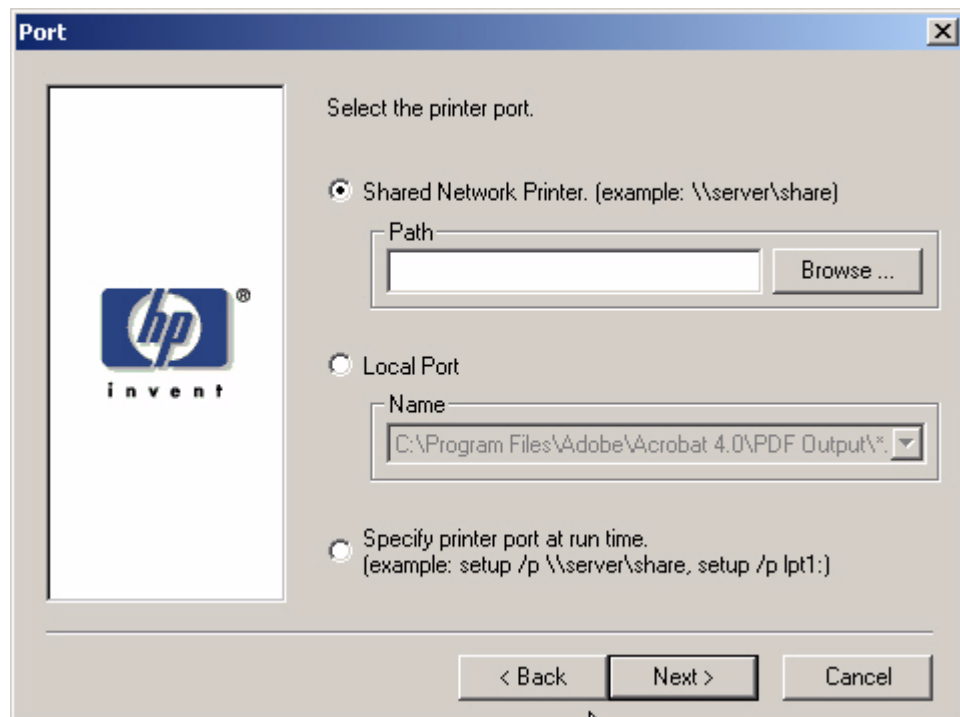 Port
Select the printer port.
Shared Network Printer. (example: \\server\share)
Path
Browse ...
hp ®
invent
Local Port
Name
C:\Program Files\Adobe\Acrobat 4.0\PDF Output\*.
Specify printer port at run time.
(example: setup /p \\server\share, setup /p lpt1:)
< Back
Next >
Cancel